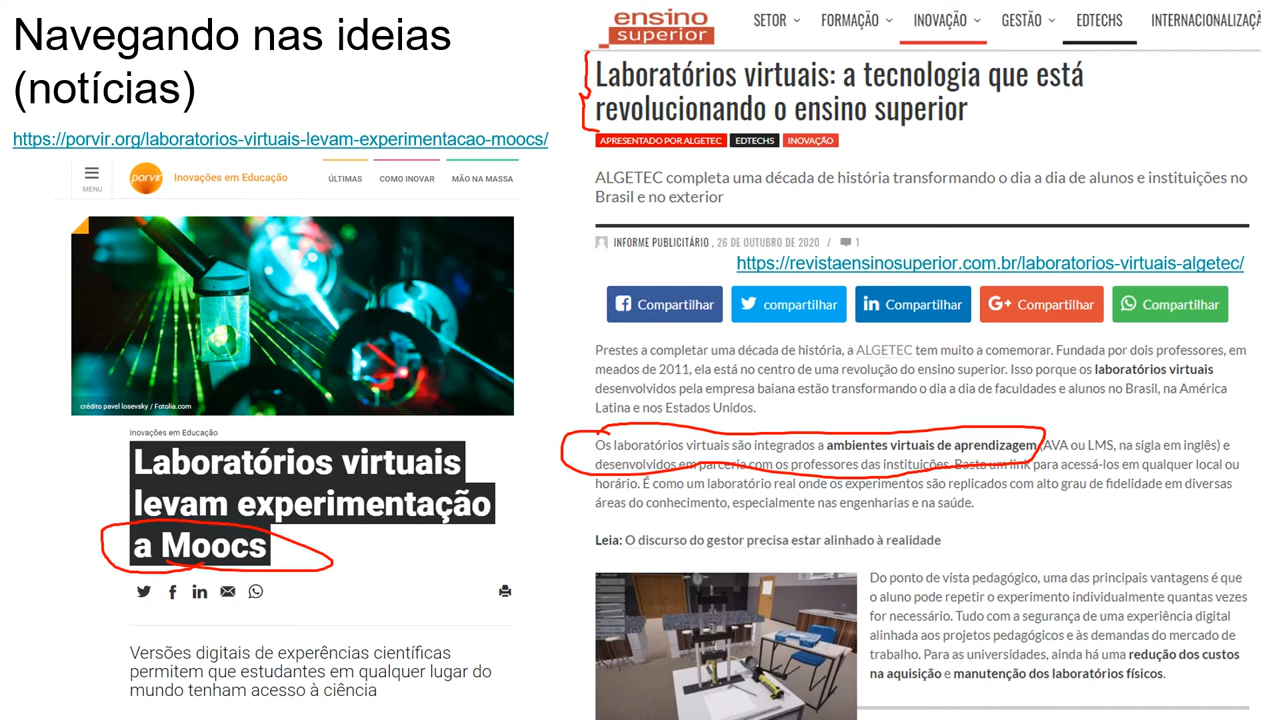 Navegando nas ideias
(notícias)
https://porvir.org/laboratorios-virtuais-levam-experimentacao-moocs/
MENU
porvir
Inovações em Educação
ÚLTIMAS
COMO INOVAR
MÃO NA MASSA
crédito pavel losevsky / Fotolia.com
Inovações em Educação
Laboratórios virtuais
levam experimentação
a Moocs
Versões digitais de experências científicas
permitem que estudantes em qualquer lugar do
mundo tenham acesso à ciência
ensino
superior
SETOR
FORMAÇÃO
INOVAÇÃO
GESTÃO
EDTECHS
INTERNACIONALIZAÇÃ
Laboratórios virtuais: a tecnologia que está
revolucionando o ensino superior
APRESENTADO POR ALGETEC
EDTECHS
INOVAÇÃO
ALGETEC completa uma década de história transformando o dia a dia de alunos e instituições no
Brasil e no exterior
INFORME PUBLICITÁRIO , 26 DE OUTUBRO DE 2020 / 1
https://revistaensinosuperior.com.br/laboratorios-virtuais-algetec/
Compartilhar
compartilhar
Compartilhar
Compartilhar
Compartilhar
Prestes a completar uma década de história, a ALGETEC tem muito a comemorar. Fundada por dois professores, em
meados de 2011, ela está no centro de uma revolução do ensino superior. Isso porque os laboratórios virtuais
desenvolvidos pela empresa baiana estão transformando o dia a dia de faculdades e alunos no Brasil, na América
Latina e nos Estados Unidos.
Os laboratórios virtuais são integrados a ambientes virtuais de aprendizagem (AVA ou LMS, na sigla em inglês) e
desenvolvidos em parceria com os professores das instituições. Basta um link para acessá-los em qualquer local ou
horário. É como um laboratório real onde os experimentos são replicados com alto grau de fidelidade em diversas
áreas do conhecimento, especialmente nas engenharias e na saúde.
Leia: O discurso do gestor precisa estar alinhado à realidade
Do ponto de vista pedagógico, uma das principais vantagens é que
o aluno pode repetir o experimento individualmente quantas vezes
for necessário. Tudo com a segurança de uma experiência digital
alinhada aos projetos pedagógicos e às demandas do mercado de
trabalho. Para as universidades, ainda há uma redução dos custos
na aquisição e manutenção dos laboratórios físicos.